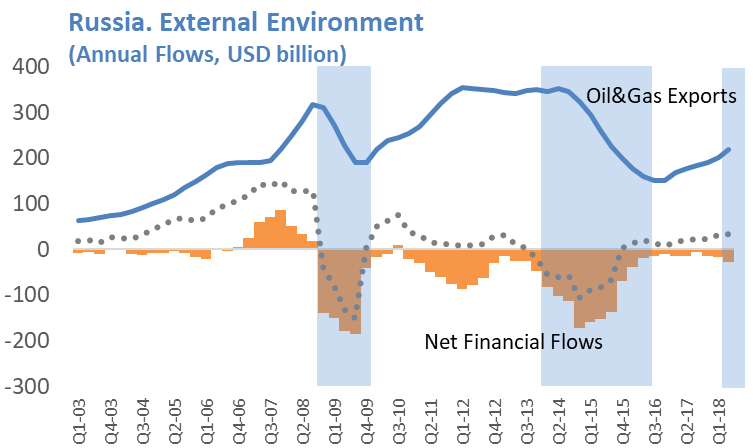 Russia. External Environment
(Annual Flows, USD billion)
400
300
200
100
0
-100
-200
-300
Oil&Gas Exports
Net Financial Flows
Q1-03
Q4-03
Q3-04
Q2-05
Q1-06
Q4-06
Q3-07
Q2-08
Q1-09
Q4-09
Q3-10
Q2-11
Q1-12
Q4-12
Q3-13
Q2-14
Q1-15
Q4-15
Q3-16
Q2-17
Q1-18